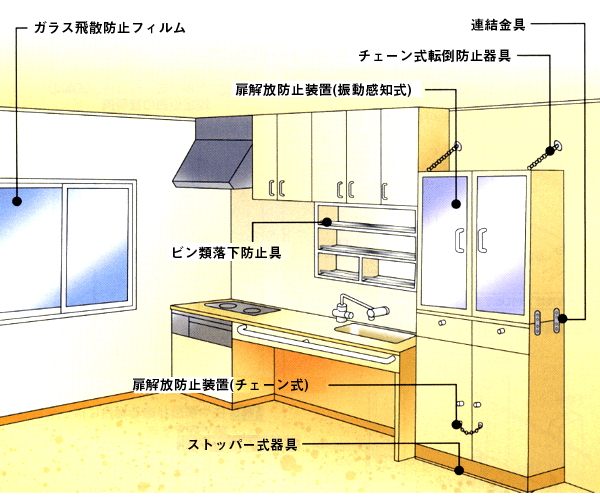 ガラス飛散防止フィルム
連結金具
チェーン式転倒防止器具
扉解放防止装置(振動感知式)
ビン類落下防止具
扉解放防止装置(チェーン式)
ストッパー式器具